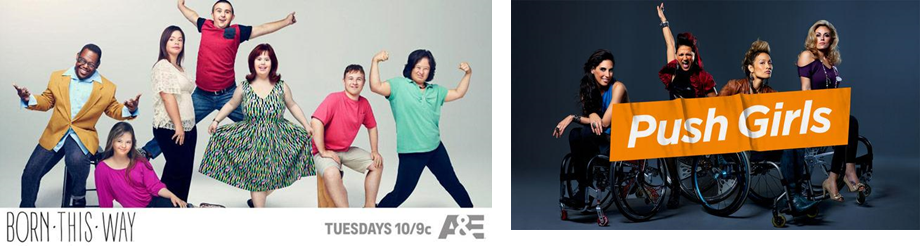 BORN·THIS·WAY
TUESDAYS 10/9c A&E
Push Girls